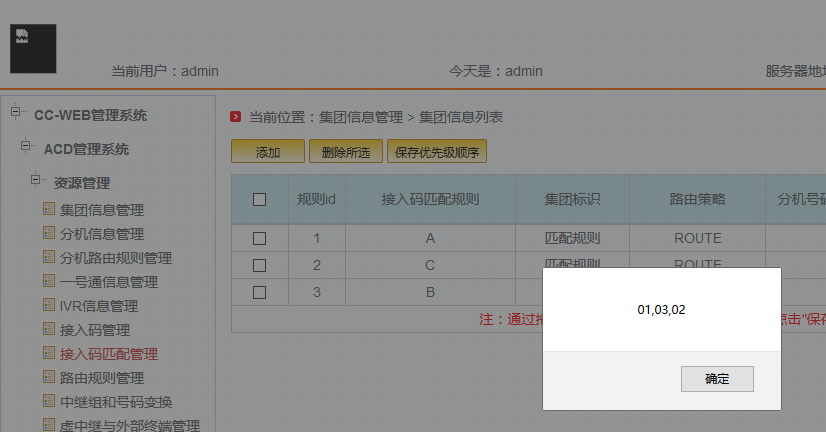 当前用户：admin 今天是：admin 服务器地
CC-WEB管理系统
ACD管理系统
资源管理
集团信息管理
分机信息管理
分机路由规则管理
一号通信息管理
IVR信息管理
接入码管理
接入码匹配管理
路由规则管理
中继组和号码变换
虚中继与外部终端管理
当前位置：集团信息管理 > 集团信息列表
添加 删除所选 保存优先级顺序
规则id 接入码匹配规则 集团标识 路由策略 分机号码
1 A 匹配规则 ROUTE
2 C 匹配规则 ROUTE
3 B
注：通过 点击"保存
01,03,02
确定